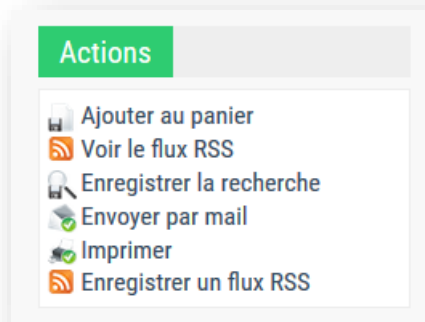 Actions
Ajouter au panier
Voir le flux RSS
Enregistrer la recherche
Envoyer par mail
Imprimer
Enregistrer un flux RSS